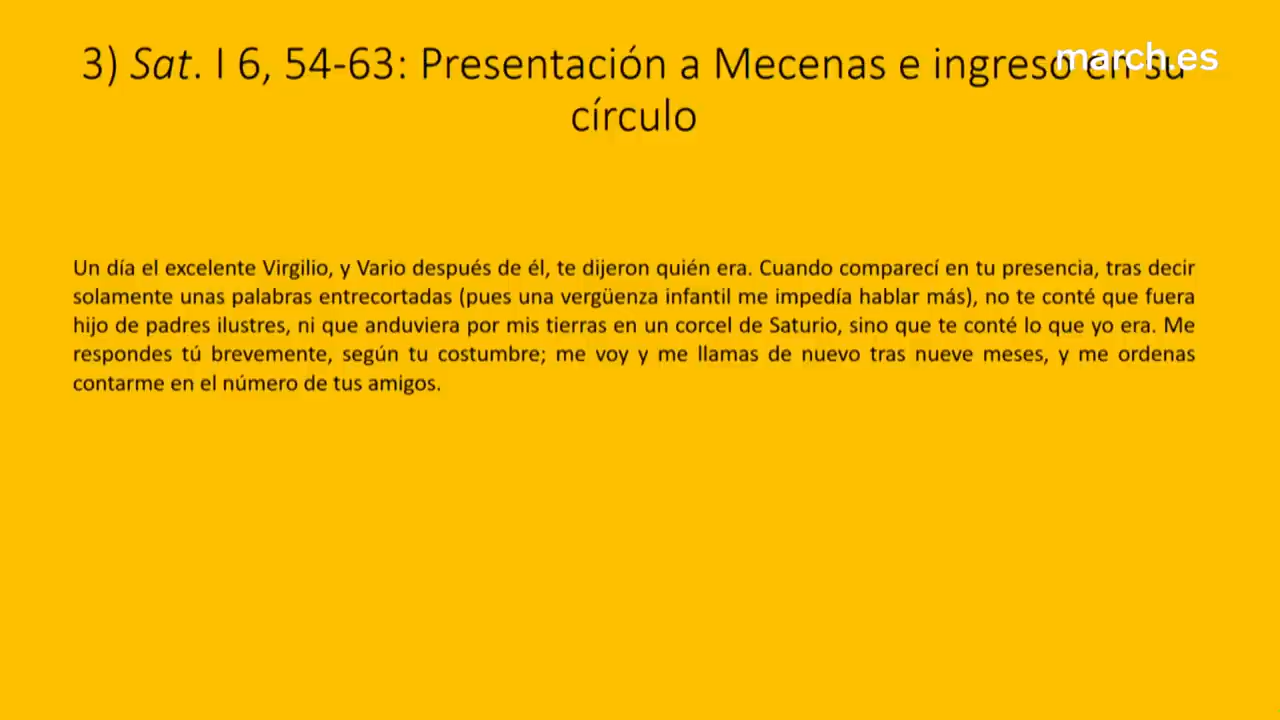 3) Sat. I 6, 54-63: Presentación a Mecenas e ingreso en su
march.es
círculo
Un día el excelente Virgilio, y Vario después de él, te dijeron quién era. Cuando comparecí en tu presencia, tras decir
solamente unas palabras entrecortadas (pues una vergüenza infantil me impedía hablar más), no te conté que fuera
hijo de padres ilustres, ni que anduviera por mis tierras en un corcel de Saturio, sino que te conté lo que yo era. Me
respondes tú brevemente, según tu costumbre; me voy y me llamas de nuevo tras nueve meses, y me ordenas
contarme en el número de tus amigos.